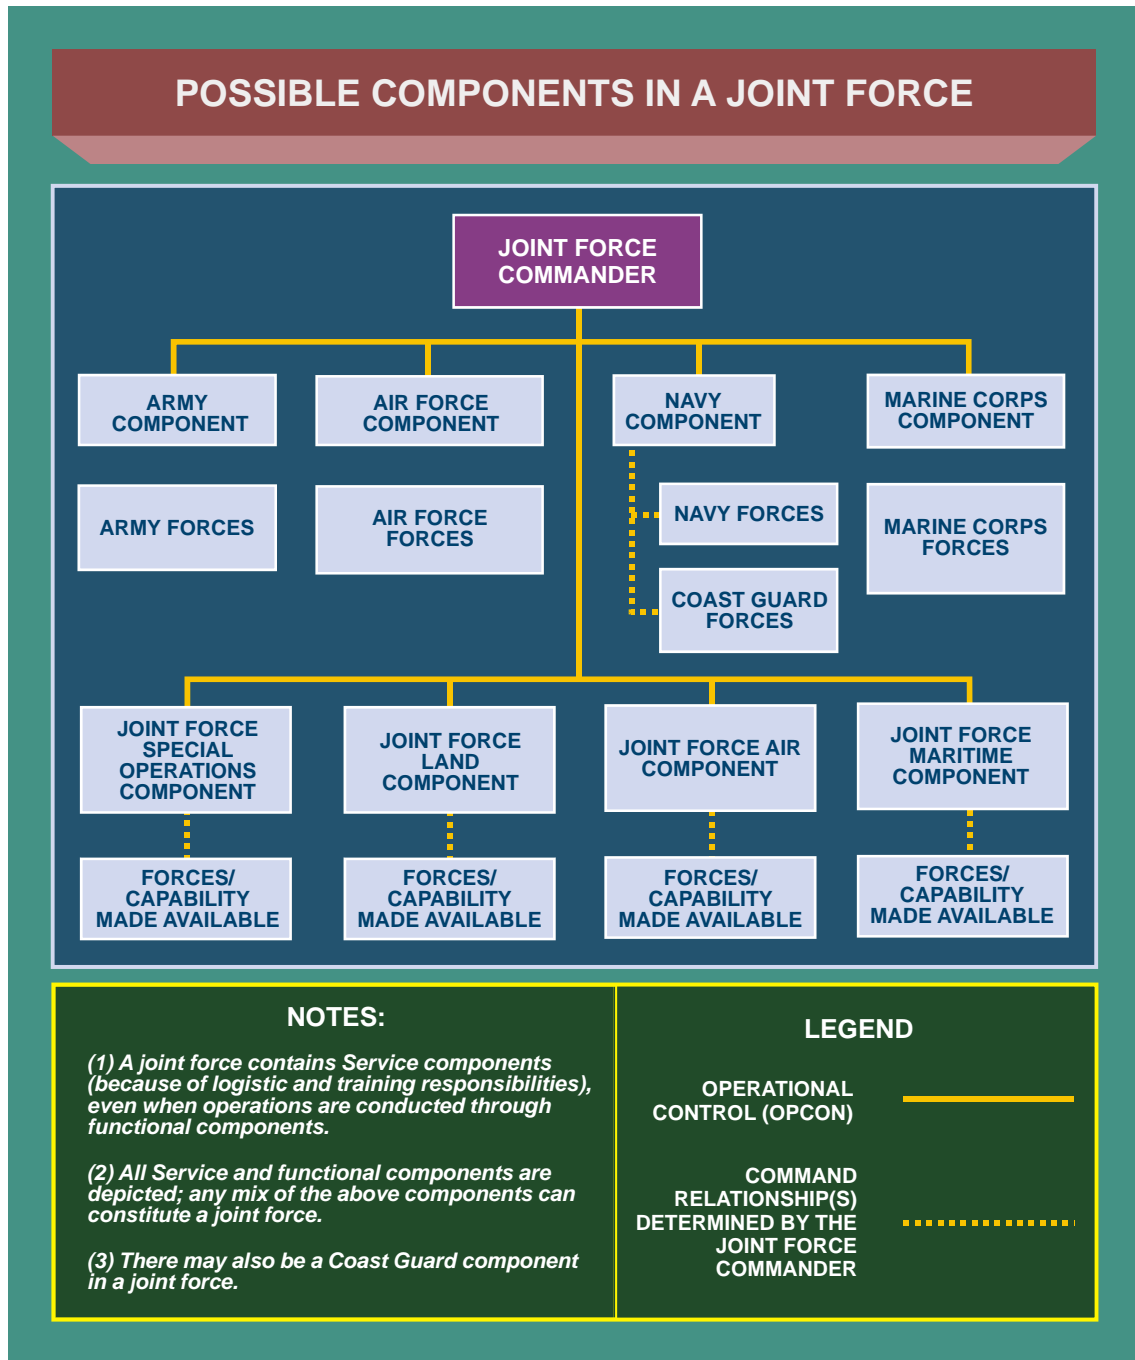 POSSIBLE COMPONENTS IN A JOINT FORCE
JOINT FORCE
COMMANDER
ARMY
COMPONENT
AIR FORCE
COMPONENT
NAVY
COMPONENT
MARINE CORPS
COMPONENT
ARMY FORCES
AIR FORCE
FORCES
NAVY FORCES
COAST GUARD
FORCES
MARINE CORPS
FORCES
JOINT FORCE
SPECIAL
OPERATIONS
COMPONENT
JOINT FORCE
LAND
COMPONENT
JOINT FORCE AIR
COMPONENT
JOINT FORCE
MARITIME
COMPONENT
FORCES/
CAPABILITY
MADE AVAILABLE
FORCES/
CAPABILITY
MADE AVAILABLE
FORCES/
CAPABILITY
MADE AVAILABLE
FORCES/
CAPABILITY
MADE AVAILABLE
NOTES:
(1) A joint force contains Service components
(because of logistic and training responsibilities),
even when operations are conducted through
functional components.
(2) All Service and functional components are
depicted; any mix of the above components can
constitute a joint force.
(3) There may also be a Coast Guard component
in a joint force.
LEGEND
OPERATIONAL
CONTROL (OPCON)
COMMAND
RELATIONSHIP(S)
DETERMINED BY THE
JOINT FORCE
COMMANDER